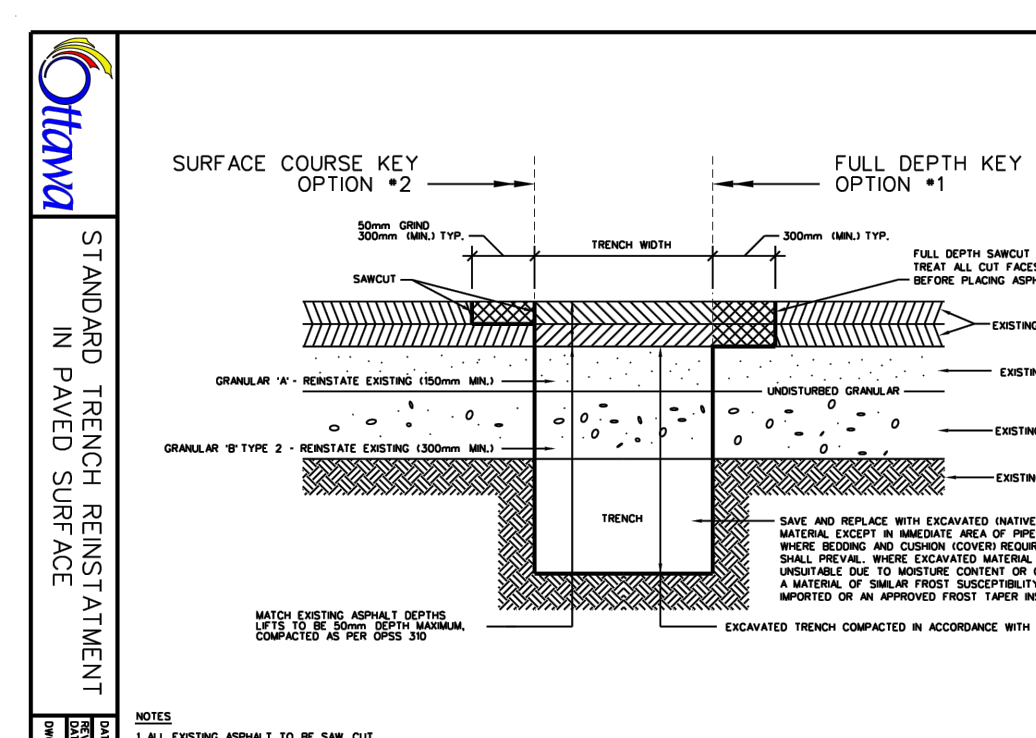 Ottawa
STANDARD TRENCH REINSTATMENT
IN PAVED SURFACE
SURFACE COURSE KEY
OPTION #2
FULL DEPTH KEY
OPTION #1
50mm GRIND
300mm (MIN.) TYP.
TRENCH WIDTH
300mm (MIN.) TYP.
SAWCUT
FULL DEPTH SAWCUT
TREAT ALL CUT FACES
BEFORE PLACING
EXISTING
GRANULAR 'A' - REINSTATE EXISTING (150mm MIN.)
EXISTING
UNDISTURBED GRANULAR
EXISTING
GRANULAR 'B' TYPE 2 - REINSTATE EXISTING (300mm MIN.)
EXISTING
TRENCH
SAVE AND REPLACE WITH EXCAVATED (NATIVE
MATERIAL EXCEPT IN IMMEDIATE AREA OF PIPE
WHERE BEDDING AND CUSHION (COVER)
SHALL PREVAIL. WHERE EXCAVATED MATERIAL
UNSUITABLE DUE TO MOISTURE CONTENT OR
A MATERIAL OF SIMILAR FROST SUSCEPTIBILITY
IMPORTED OR AN APPROVED FROST TAPER
MATCH EXISTING ASPHALT DEPTHS
LIFTS TO BE 50mm DEPTH MAXIMUM,
COMPACTED AS PER OPSS 310
EXCAVATED TRENCH COMPACTED IN ACCORDANCE WITH
NOTES
1. ALL EXISTING ASPHALT TO BE SAW CUT